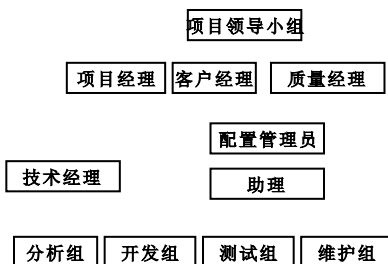 项目领导小组
项目经理 客户经理 质量经理
配置管理员
技术经理
助理
分析组 开发组 测试组 维护组